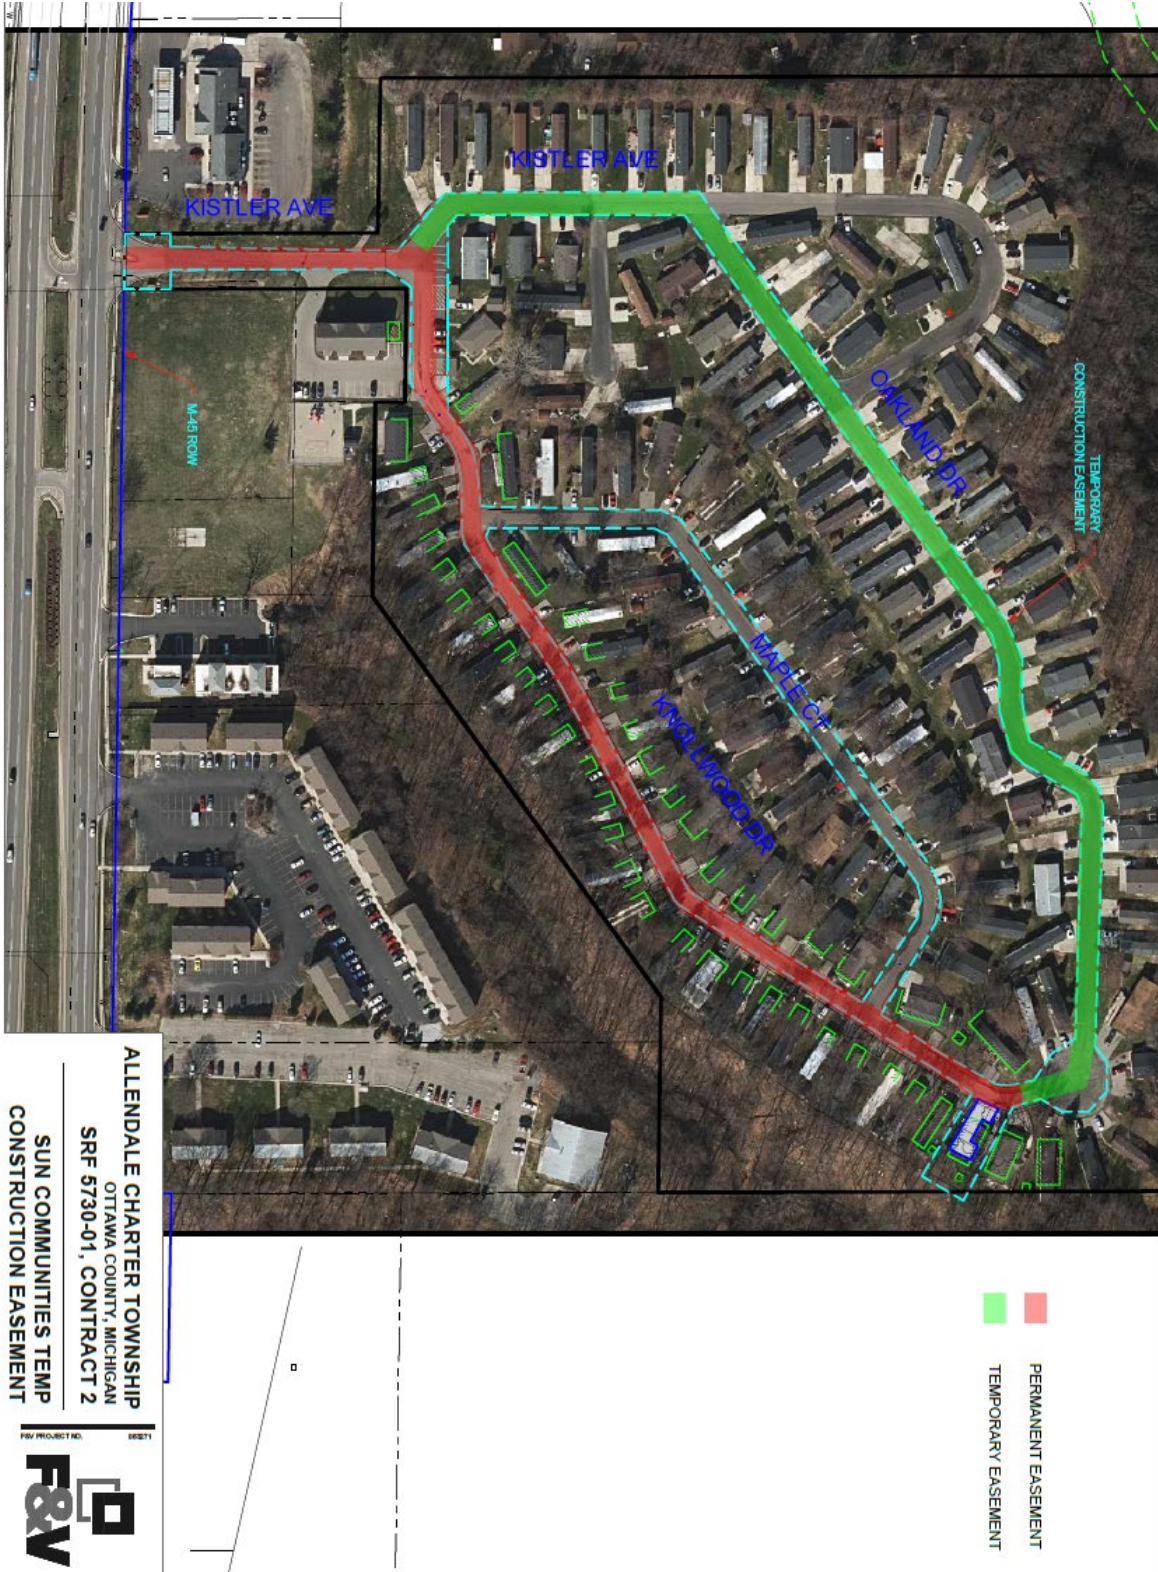 KISTLER AVE
KISTLER AVE
OAKLAND DR
TEMPORARY
CONSTRUCTION EASEMENT
M-45 ROW
MAPLE CT
KNOLLWOOD DR
PERMANENT EASEMENT
TEMPORARY EASEMENT
ALLENDALE CHARTER TOWNSHIP
OTTAWA COUNTY, MICHIGAN
SRF 5730-01, CONTRACT 2
SUN COMMUNITIES TEMP
CONSTRUCTION EASEMENT
F&V PROJECT NO.
F&V